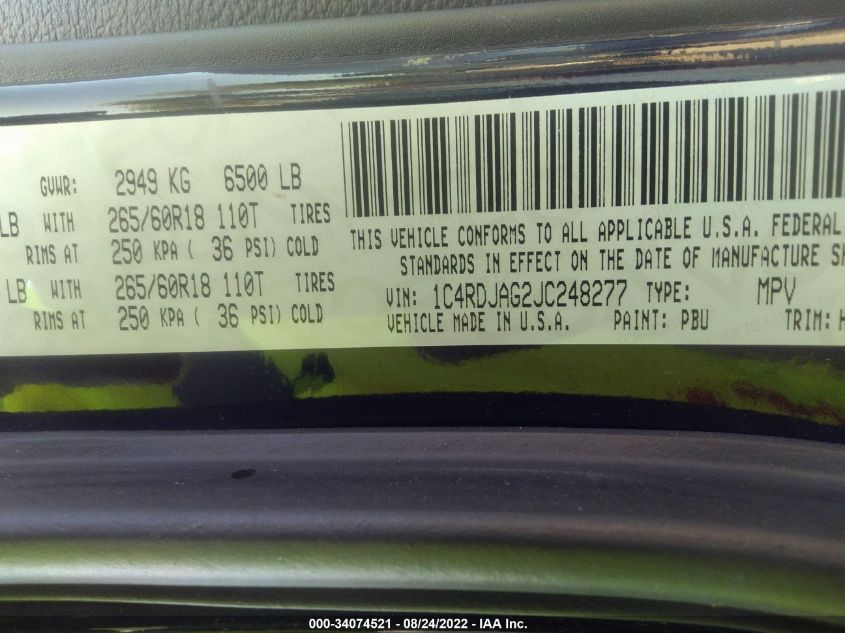 GVWR: 2949 KG 6500 LB
LB WITH 265/60R18 110T TIRES
RIMS AT 250 KPA ( 36 PSI) COLD
LB WITH 265/60R18 110T TIRES
RIMS AT 250 KPA ( 36 PSI) COLD
THIS VEHICLE CONFORMS TO ALL APPLICABLE U.S.A. FEDERAL
STANDARDS IN EFFECT ON THE DATE OF MANUFACTURE SH
VIN: 1C4RDJAG2JC248277 TYPE: MPV
VEHICLE MADE IN U.S.A. PAINT: PBU TRIM: H
000-34074521 - 08/24/2022 - IAA Inc.